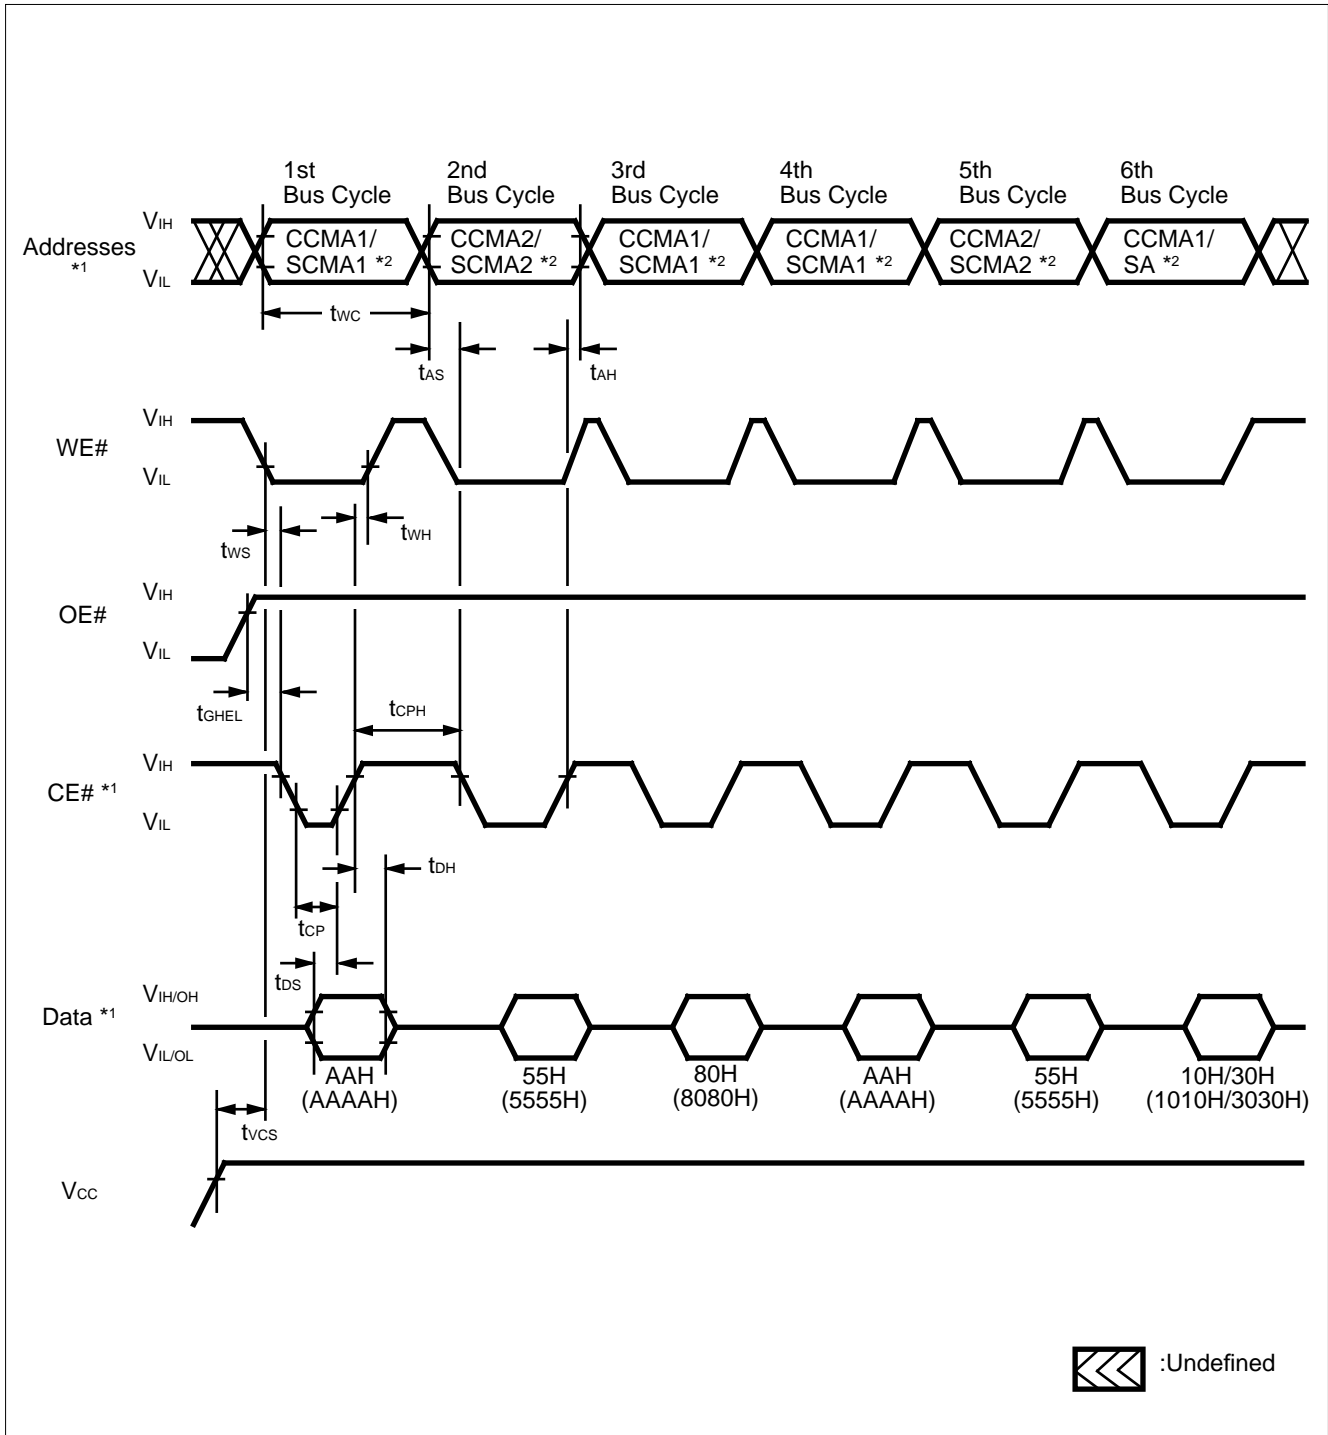 1st 2nd 3rd 4th 5th 6th
Bus Cycle Bus Cycle Bus Cycle Bus Cycle Bus Cycle Bus Cycle
VIH
Addresses
*1
VIL
CCMA1/ CCMA2/ CCMA1/ CCMA1/ CCMA2/ CCMA1/
SCMA1 *2 SCMA2 *2 SCMA1 *2 SCMA1 *2 SCMA2 *2 SA *2
tWC
tAS tAH
VIH
WE#
VIL
tWS tWH
VIH
OE#
VIL
tGHEL tCPH
VIH
CE# *1
VIL
tDH
tCP
tDS
VIH/OH
Data *1
VIL/OL
AAH 55H 80H AAH 55H 10H/30H
(AAAAH) (5555H) (8080H) (AAAAH) (5555H) (1010H/3030H)
tVCS
VCC
:Undefined